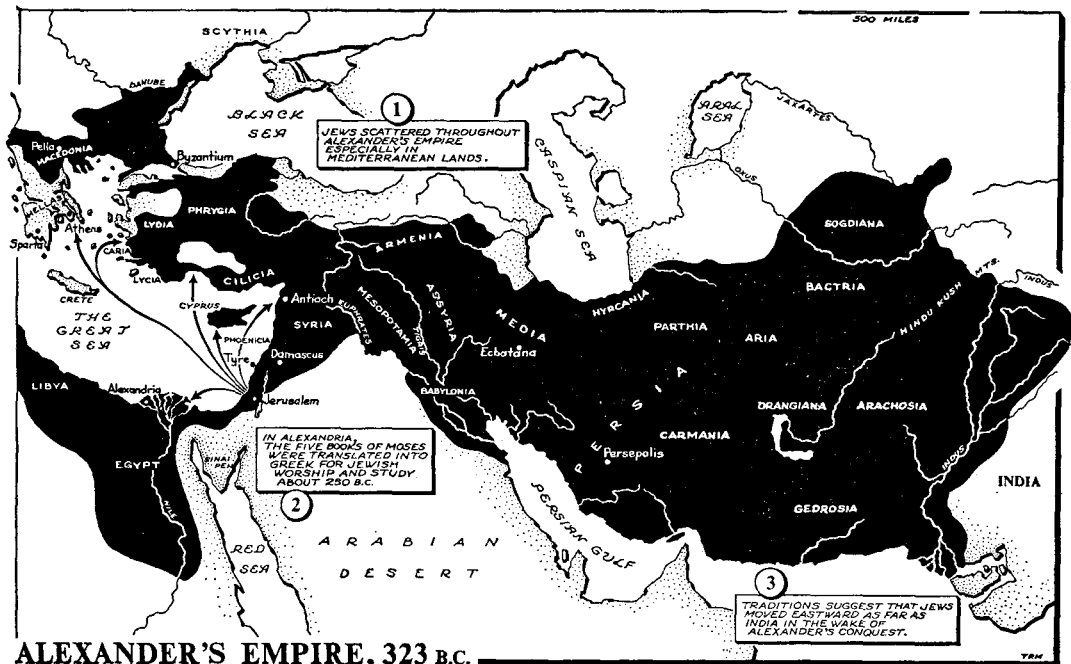 500 MILES
SCYTHIA
DANUBE
BLACK
SEA
1
JEWS SCATTERED THROUGHOUT
ALEXANDER'S EMPIRE
ESPECIALLY IN
MEDITERRANEAN LANDS.
CASPIAN SEA
ARAL
SEA
JAXARTES
OXUS
Pella
MACEDONIA
Byzantium
HELLAS
Athens
Sparta
LYDIA
PHRYGIA
CARIA
LYCIA
CILICIA
ARMENIA
SOGDIANA
BACTRIA
HINDU KUSH MTS.
INDUS
CRETE
THE
GREAT
SEA
CYPRUS
Antioch
SYRIA
PHOENICIA
Tyre
Damascus
EUPHRATES
MESOPOTAMIA
TIGRIS
ASSYRIA
MEDIA
Ecbatana
HYRCANIA
PARTHIA
ARIA
LIBYA
Alexandria
Jerusalem
BABYLONIA
PERSIA
DRANGIANA
ARACHOSIA
CARMANIA
Persepolis
INDUS
INDIA
GEDROSIA
EGYPT
NILE
SINAI
PEN.
IN ALEXANDRIA,
THE FIVE BOOKS OF MOSES
WERE TRANSLATED INTO
GREEK FOR JEWISH
WORSHIP AND STUDY
ABOUT 250 B.C.
2
RED
SEA
ARABIAN
DESERT
PERSIAN GULF
3
TRADITIONS SUGGEST THAT JEWS
MOVED EASTWARD AS FAR AS
INDIA IN THE WAKE OF
ALEXANDER'S CONQUEST.
ALEXANDER'S EMPIRE, 323 B.C.
TRM